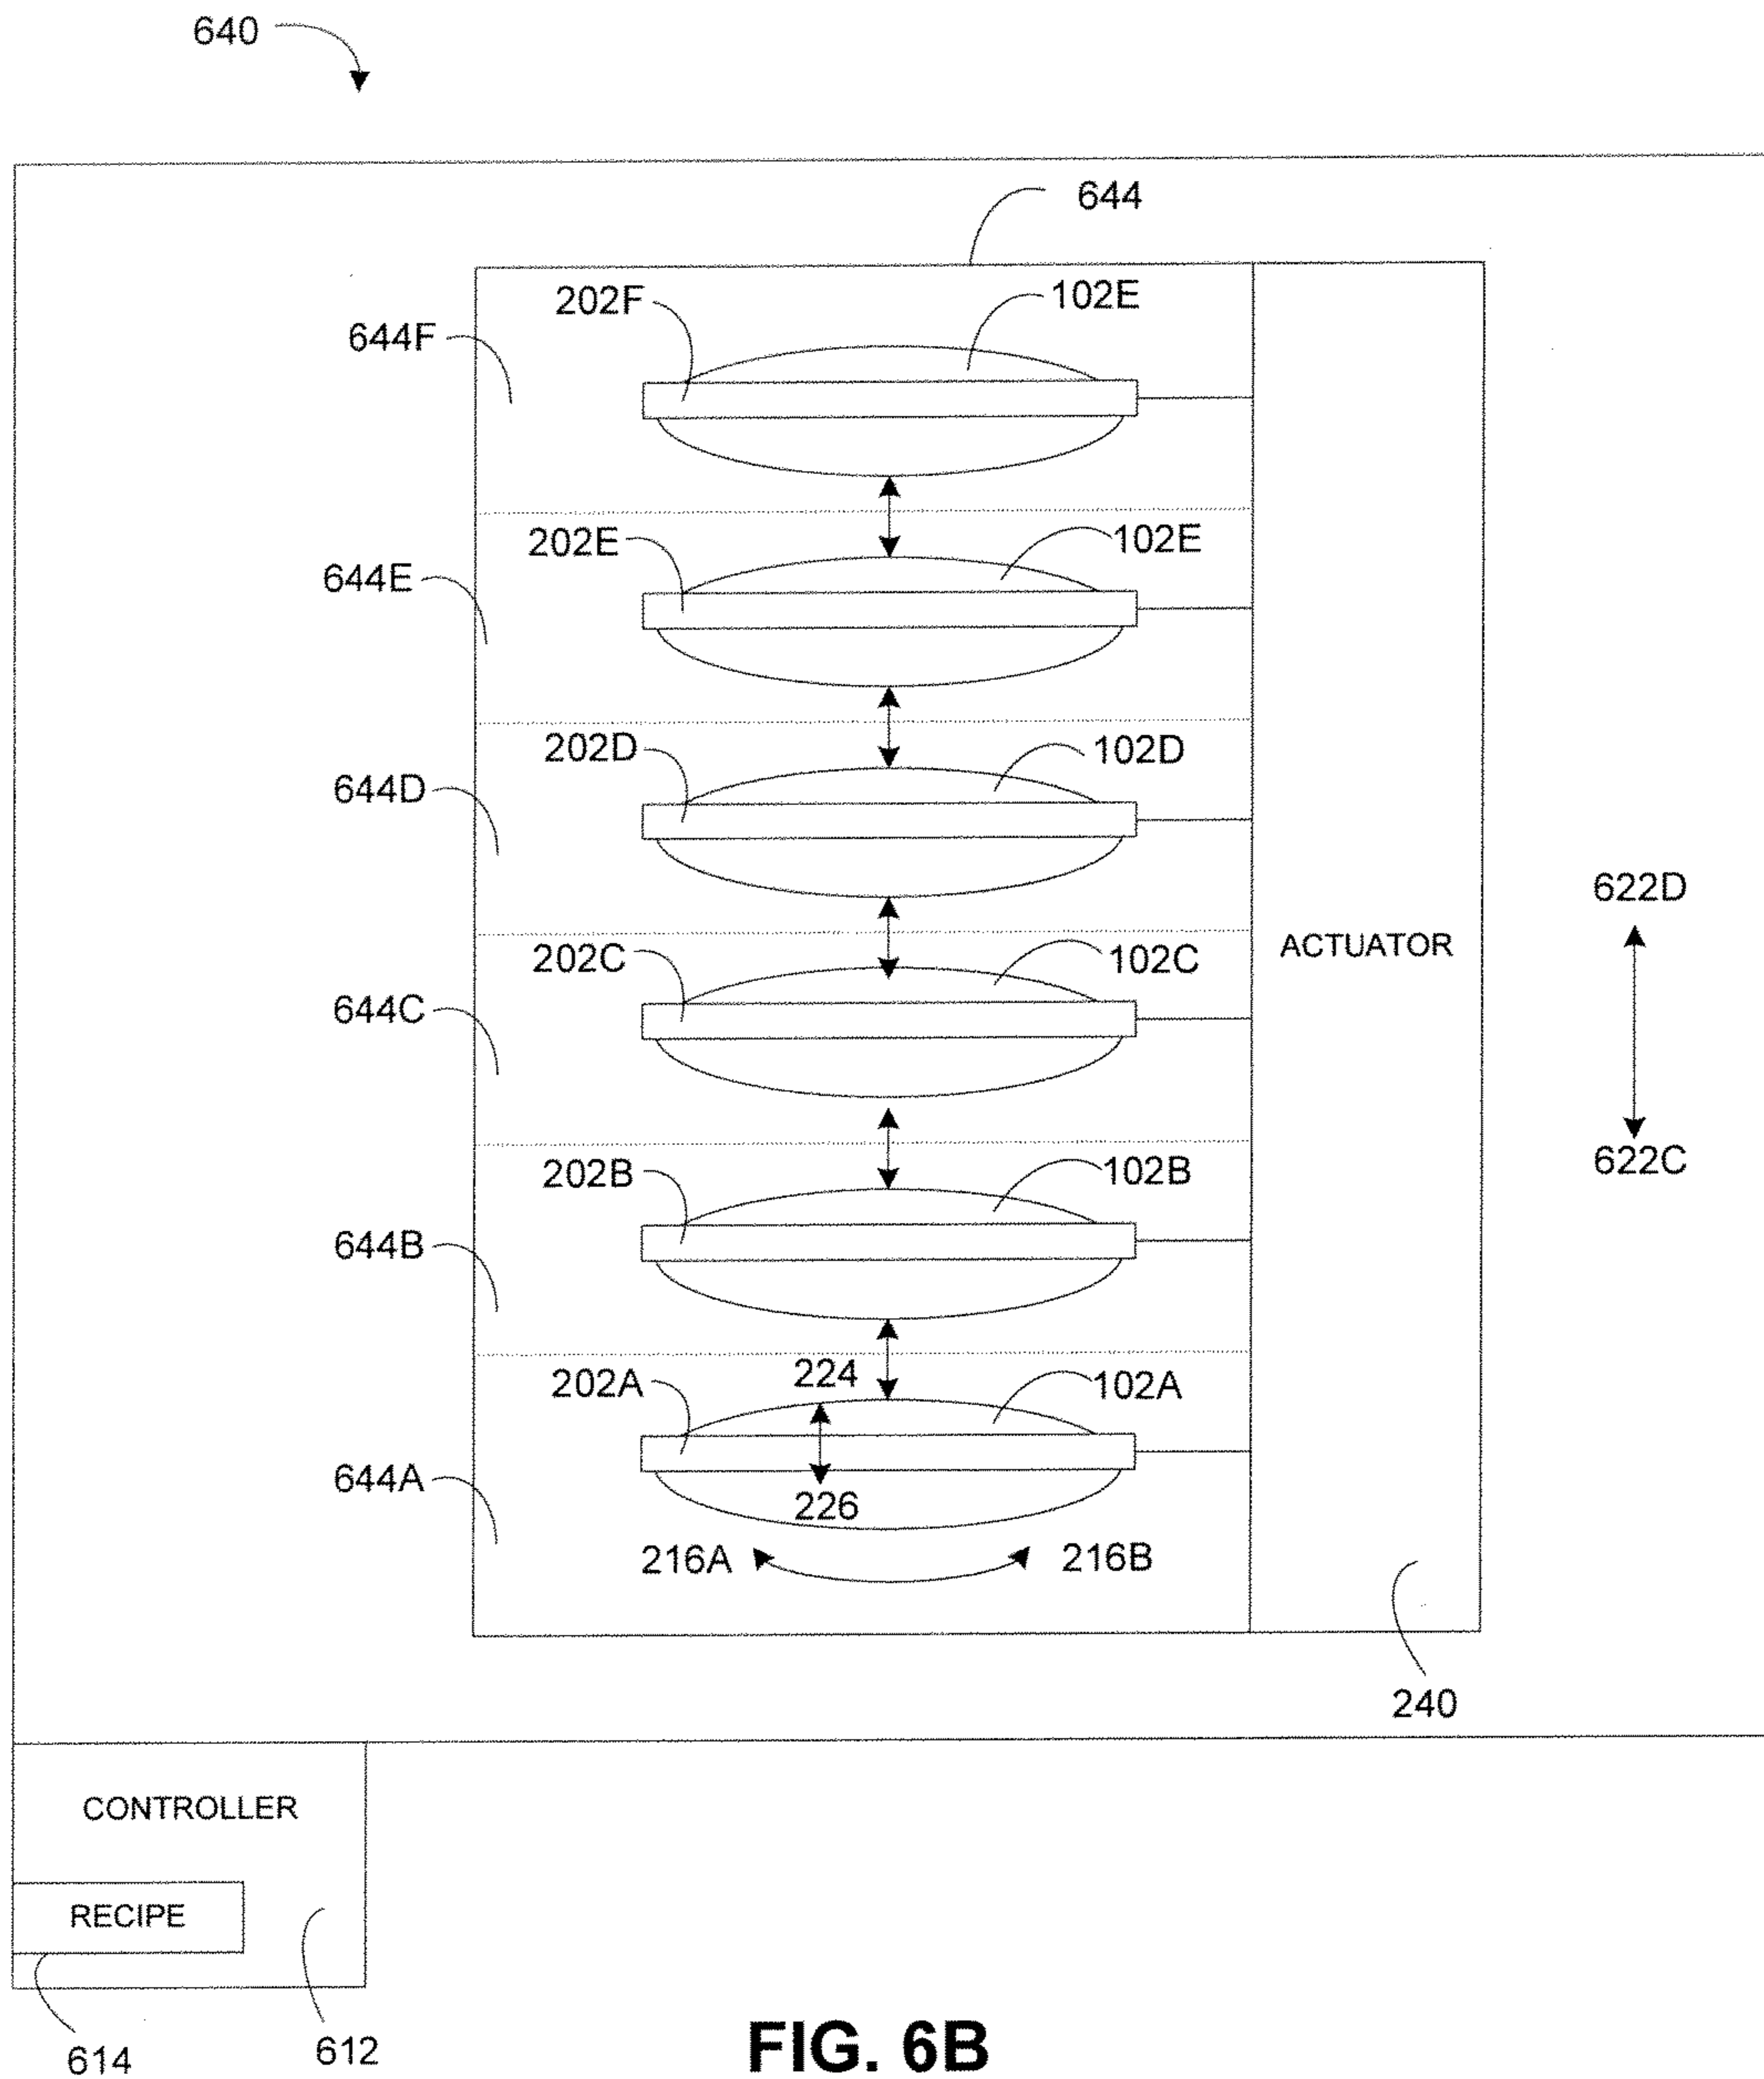 640
644
202F
102E
644F
202E
102E
644E
202D
102D
644D
622D
ACTUATOR
202C
102C
644C
622C
202B
102B
644B
224
202A
102A
644A
226
216A
216B
240
CONTROLLER
RECIPE
614
612
FIG. 6B